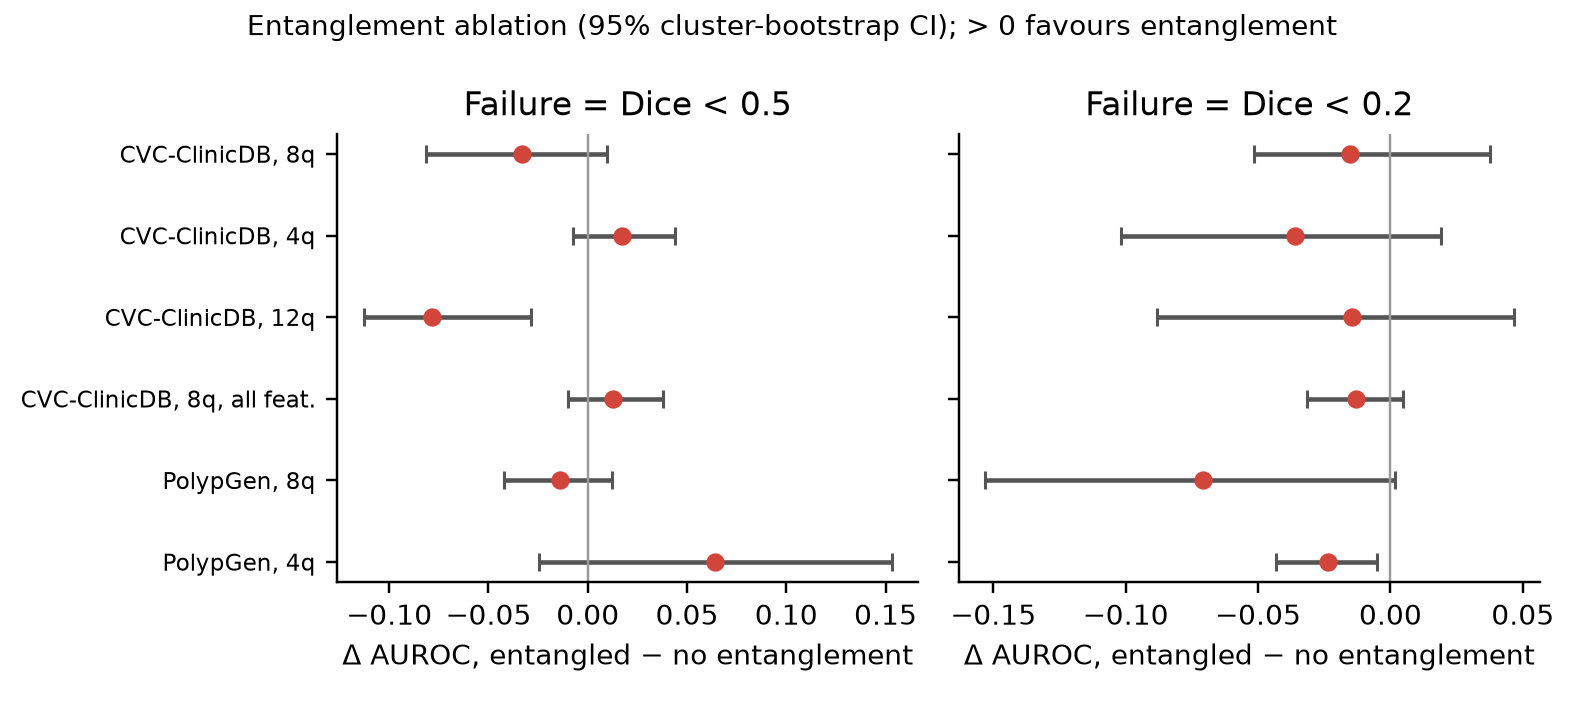 Entanglement ablation (95% cluster-bootstrap CI); > 0 favours entanglement
Failure = Dice < 0.5
CVC-ClinicDB, 8q
CVC-ClinicDB, 4q
CVC-ClinicDB, 12q
CVC-ClinicDB, 8q, all feat.
PolypGen, 8q
PolypGen, 4q
−0.10 −0.05 0.00 0.05 0.10 0.15
Δ AUROC, entangled − no entanglement
Failure = Dice < 0.2
−0.15 −0.10 −0.05 0.00 0.05
Δ AUROC, entangled − no entanglement